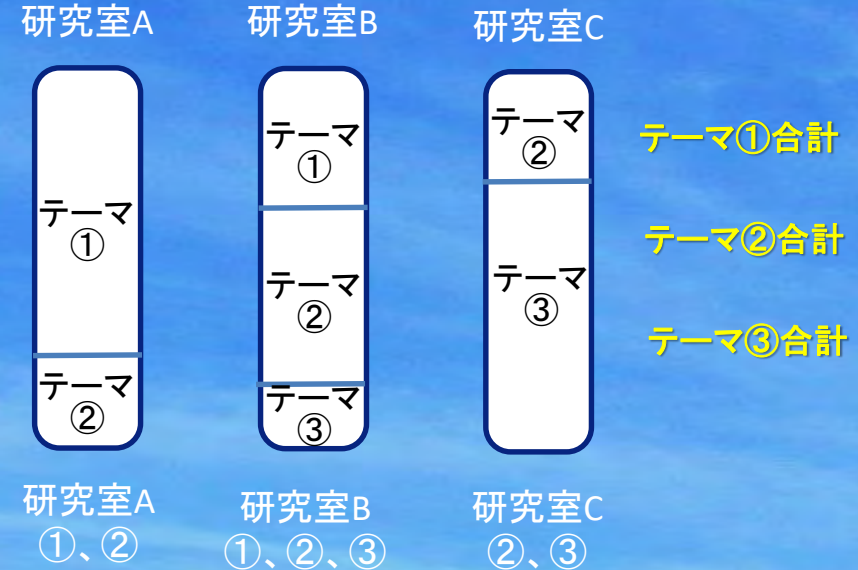 研究室A
研究室B
研究室C
テーマ
①
テーマ
②
テーマ
①
テーマ
②
テーマ
③
テーマ
②
テーマ
③
テーマ①合計
テーマ②合計
テーマ③合計
研究室A
①、②
研究室B
①、②、③
研究室C
②、③